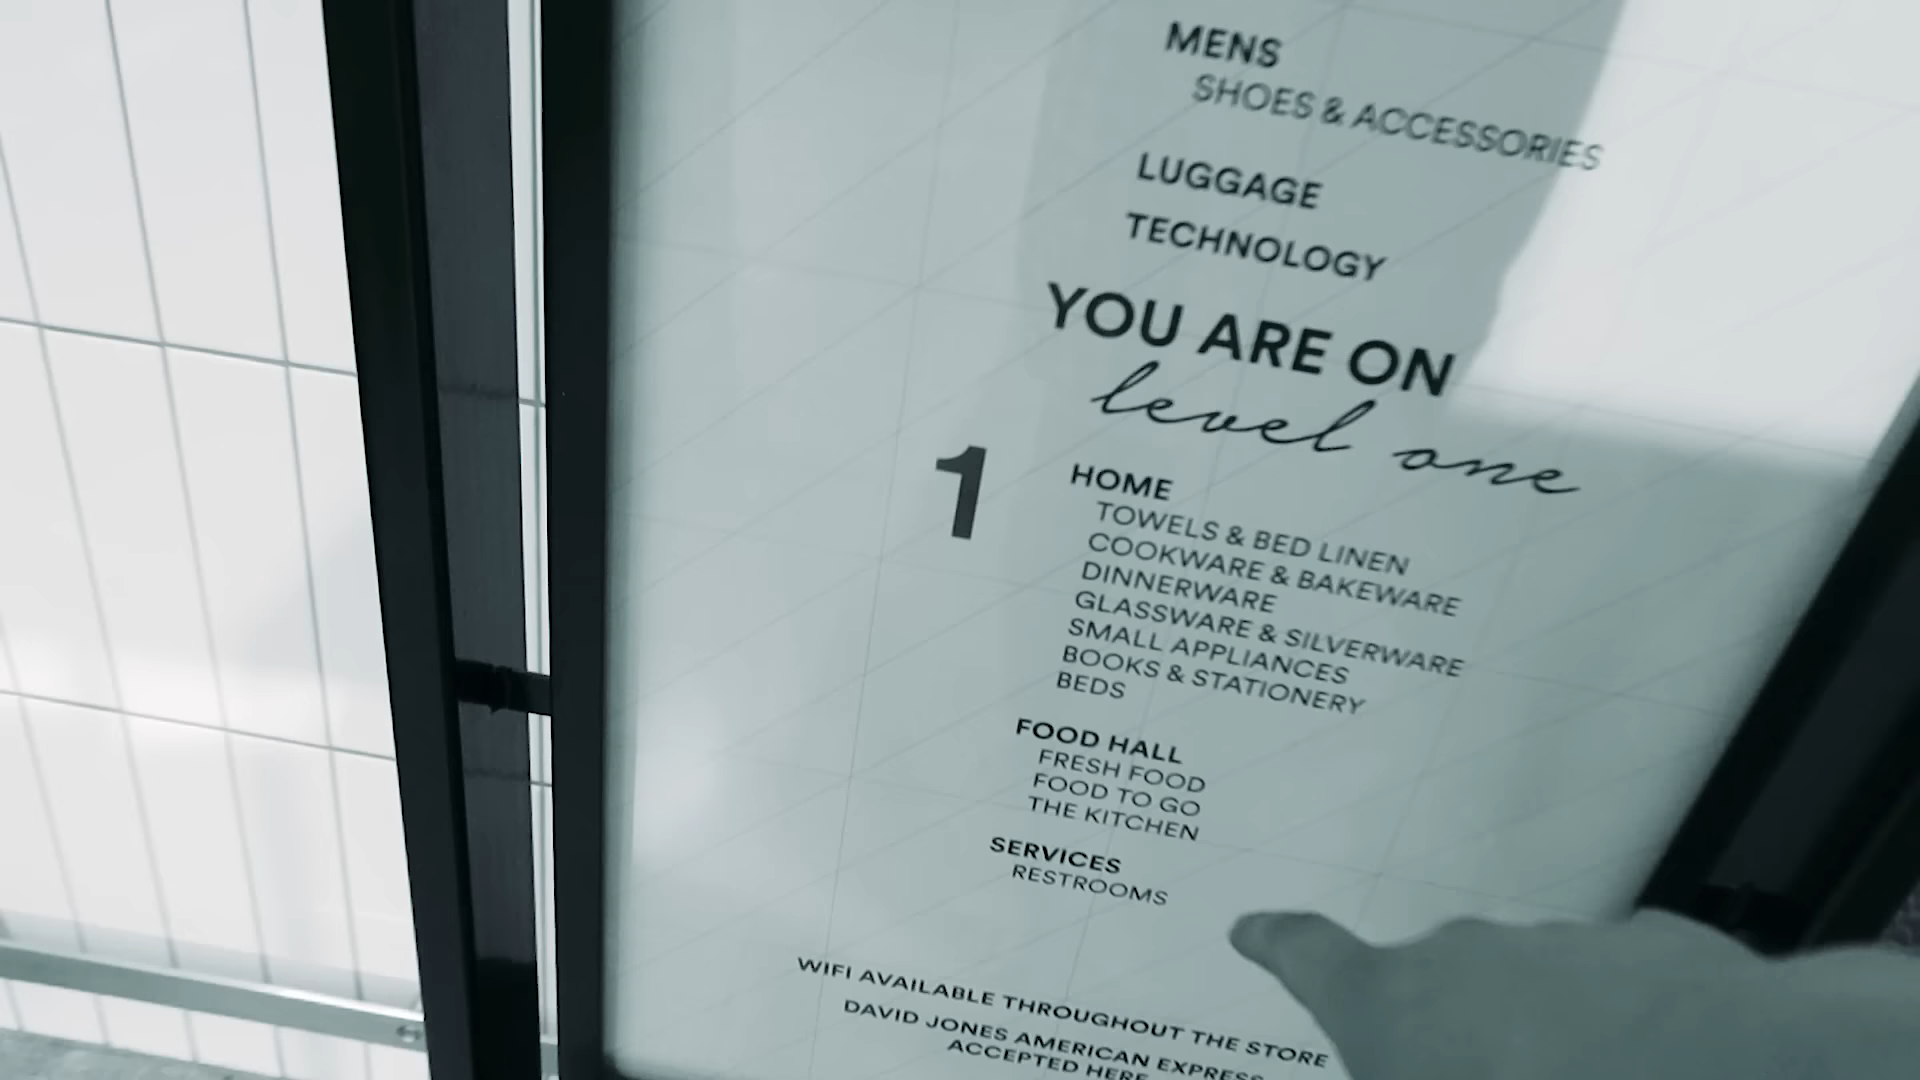 MENS
SHOES & ACCESSORIES
LUGGAGE
TECHNOLOGY
YOU ARE ON
level one
1
HOME
TOWELS & BED LINEN
COOKWARE & BAKEWARE
DINNERWARE
GLASSWARE & SILVERWARE
SMALL APPLIANCES
BOOKS & STATIONERY
BEDS
FOOD HALL
FRESH FOOD
FOOD TO GO
THE KITCHEN
SERVICES
RESTROOMS
WIFI AVAILABLE THROUGHOUT THE STORE
DAVID JONES AMERICAN EXPRESS
ACCEPTED HERE